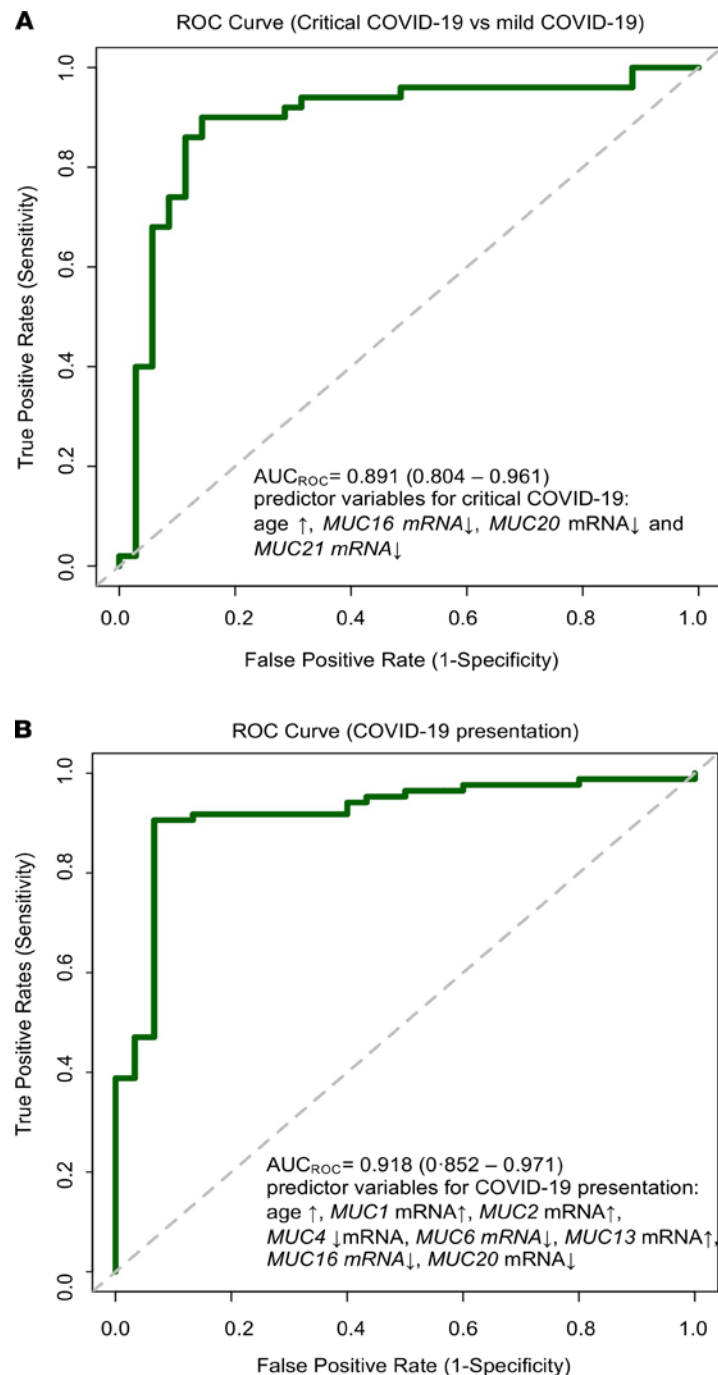 A
ROC Curve (Critical COVID-19 vs mild COVID-19)
True Positive Rates (Sensitivity)
1.0
0.8
0.6
0.4
0.2
0.0
AUCROC= 0.891 (0.804 – 0.961)
predictor variables for critical COVID-19:
age ↑, MUC16 mRNA↓, MUC20 mRNA↓ and
MUC21 mRNA↓
0.0 0.2 0.4 0.6 0.8 1.0
False Positive Rate (1-Specificity)
B
ROC Curve (COVID-19 presentation)
True Positive Rates (Sensitivity)
1.0
0.8
0.6
0.4
0.2
0.0
AUCROC= 0.918 (0·852 – 0.971)
predictor variables for COVID-19 presentation:
age ↑, MUC1 mRNA↑, MUC2 mRNA↑,
MUC4 ↓mRNA, MUC6 mRNA↓, MUC13 mRNA↑,
MUC16 mRNA↓, MUC20 mRNA↓
0.0 0.2 0.4 0.6 0.8 1.0
False Positive Rate (1-Specificity)